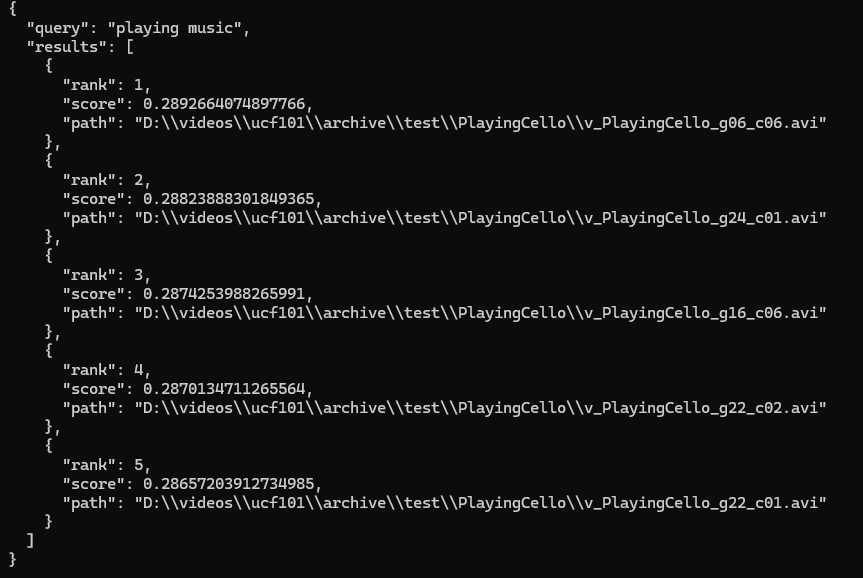 {
  "query": "playing music",
  "results": [
    {
      "rank": 1,
      "score": 0.2892664074897766,
      "path": "D:\\videos\\ucf101\\archive\\test\\PlayingCello\\v_PlayingCello_g06_c06.avi"
    },
    {
      "rank": 2,
      "score": 0.28823888301849365,
      "path": "D:\\videos\\ucf101\\archive\\test\\PlayingCello\\v_PlayingCello_g24_c01.avi"
    },
    {
      "rank": 3,
      "score": 0.2874253988265991,
      "path": "D:\\videos\\ucf101\\archive\\test\\PlayingCello\\v_PlayingCello_g16_c06.avi"
    },
    {
      "rank": 4,
      "score": 0.2870134711265564,
      "path": "D:\\videos\\ucf101\\archive\\test\\PlayingCello\\v_PlayingCello_g22_c02.avi"
    },
    {
      "rank": 5,
      "score": 0.28657203912734985,
      "path": "D:\\videos\\ucf101\\archive\\test\\PlayingCello\\v_PlayingCello_g22_c01.avi"
    }
  ]
}